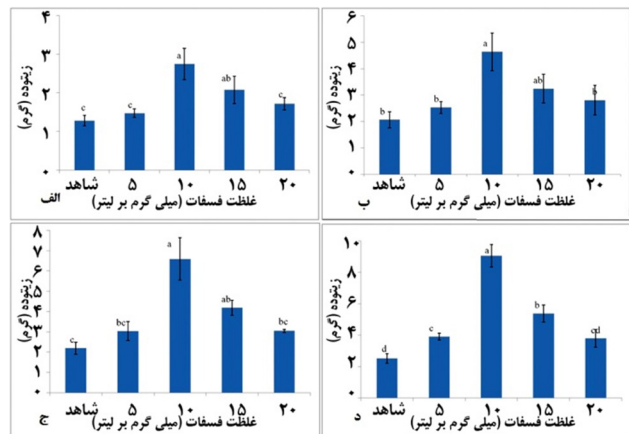 ۴
۳
۲
۱
۰
زیتوده (گرم)
c
c
a
ab
c
شاهد ۵ ۱۰ ۱۵ ۲۰
غلظت فسفات (میلی گرم بر لیتر)
الف
۶
۵
۴
۳
۲
۱
۰
زیتوده (گرم)
b
b
a
ab
b
شاهد ۵ ۱۰ ۱۵ ۲۰
غلظت فسفات (میلی گرم بر لیتر)
ب
۸
۷
۶
۵
۴
۳
۲
۱
۰
زیتوده (گرم)
c
bc
a
ab
bc
شاهد ۵ ۱۰ ۱۵ ۲۰
غلظت فسفات (میلی گرم بر لیتر)
ج
۱۰
۸
۶
۴
۲
۰
زیتوده (گرم)
d
c
a
b
cd
شاهد ۵ ۱۰ ۱۵ ۲۰
غلظت فسفات (میلی گرم بر لیتر)
د